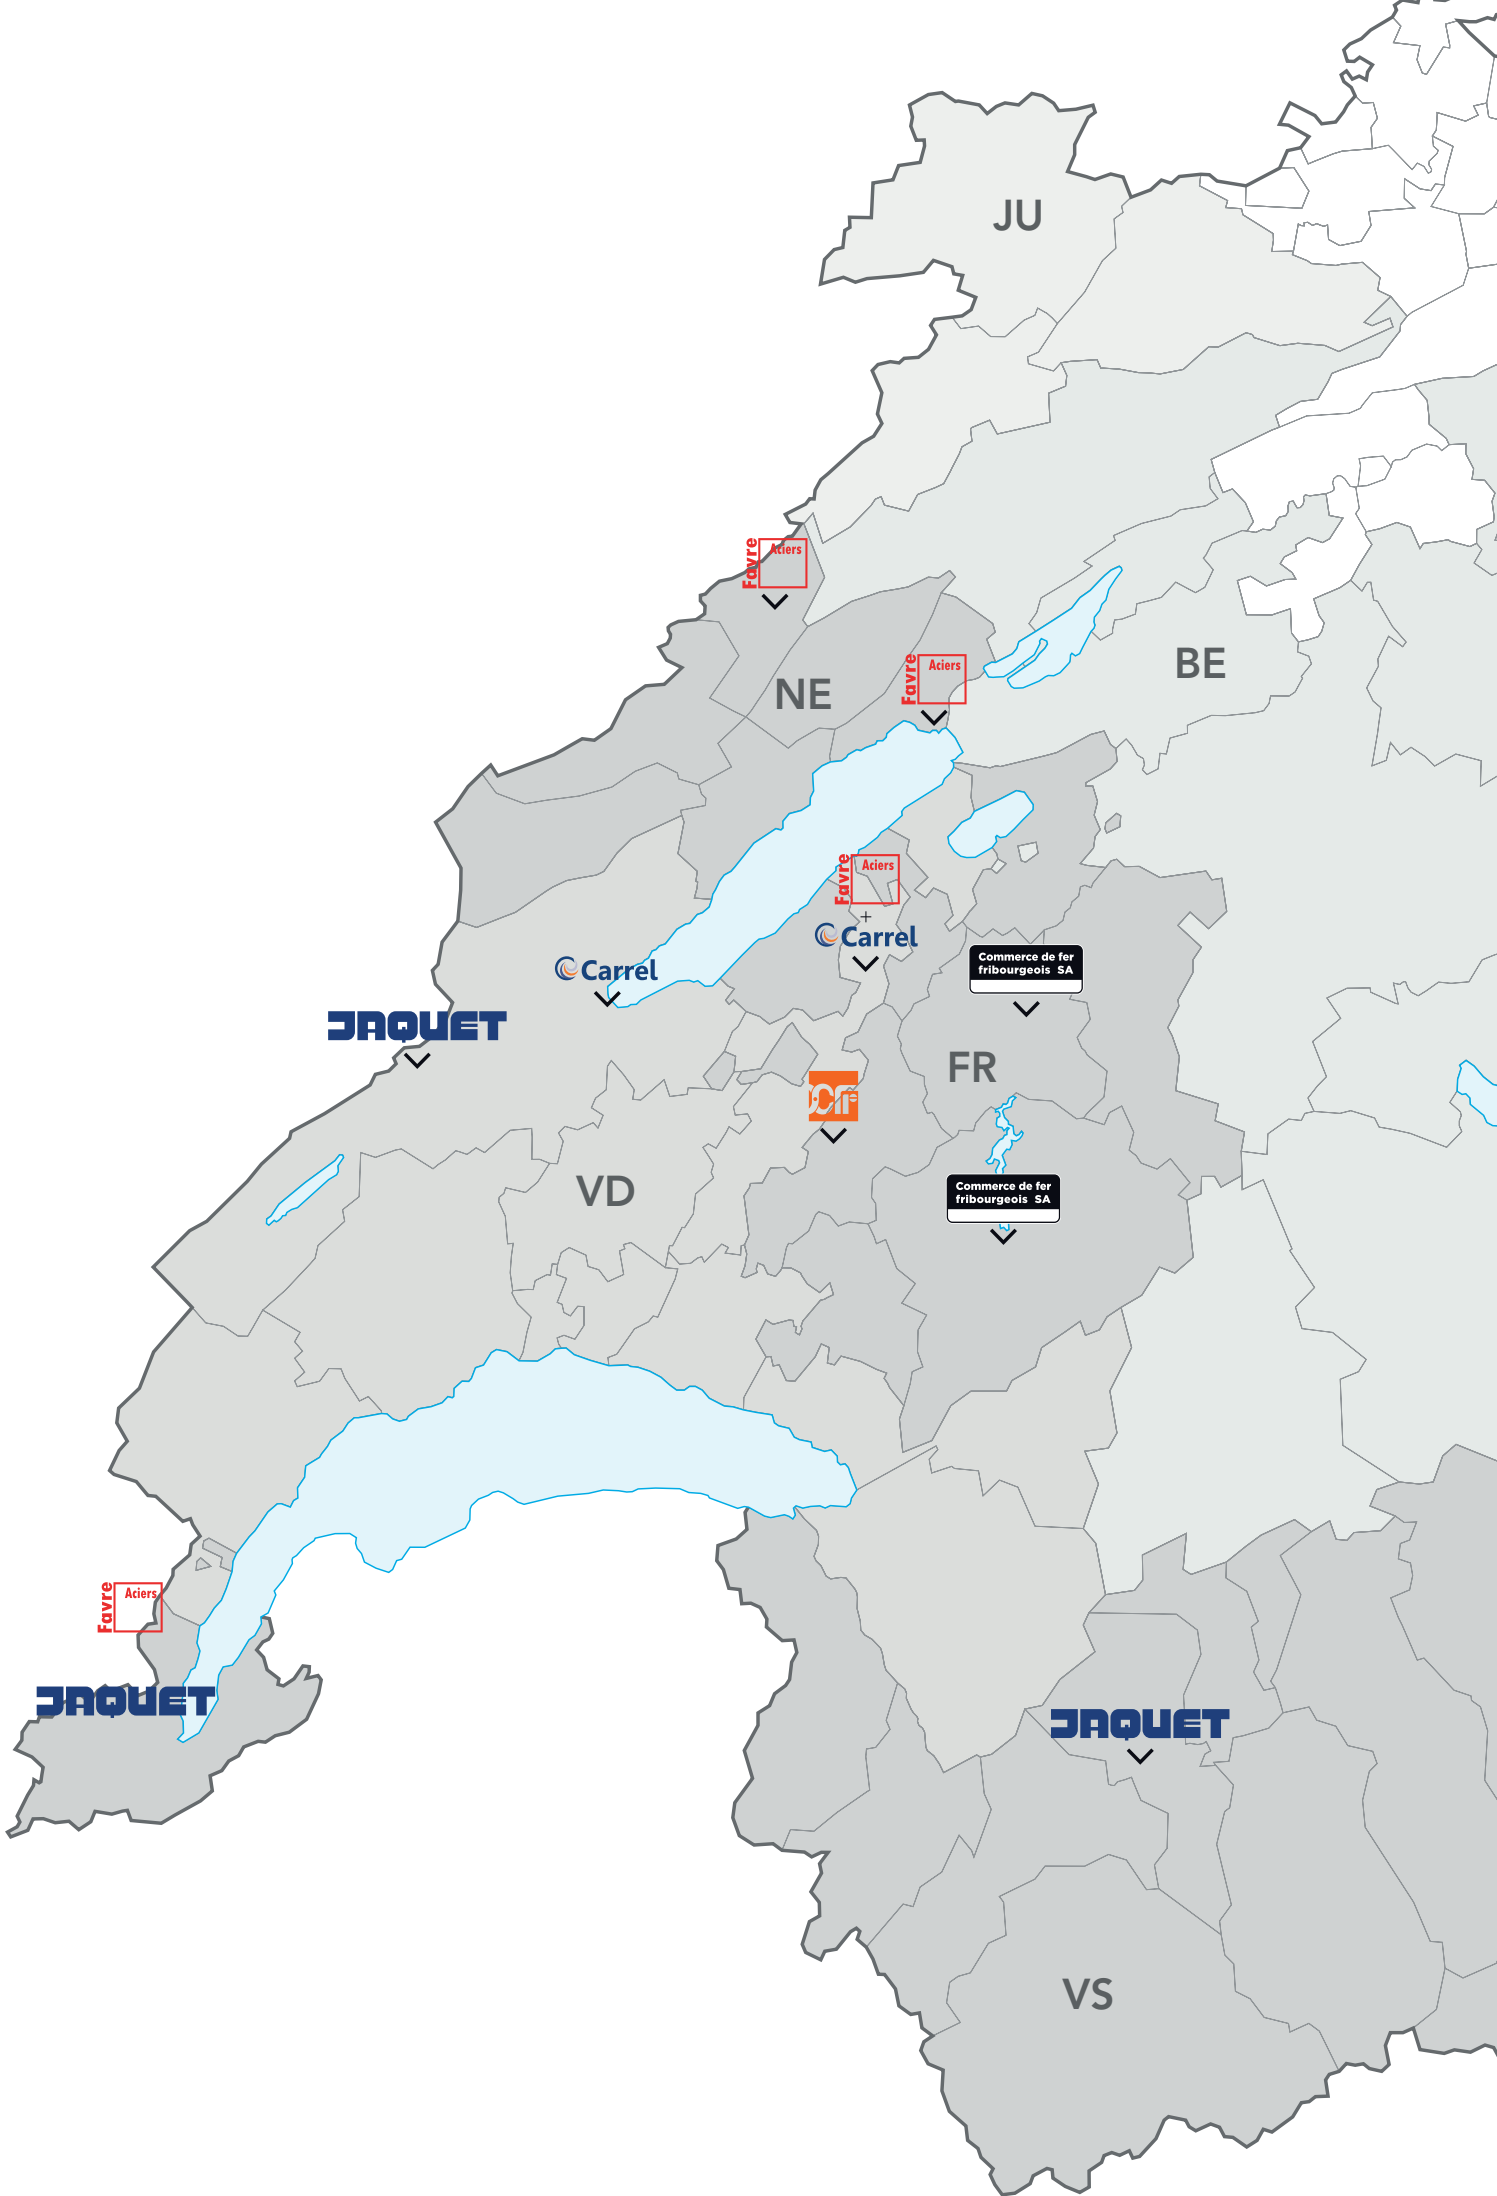 JU
Favre
Aciers
BE
Favre
Aciers
NE
Favre
Aciers
+
Carrel
Carrel
Commerce de fer
fribourgeois SA
JAQUET
FR
VD
Commerce de fer
fribourgeois SA
Favre
Aciers
JAQUET
JAQUET
VS